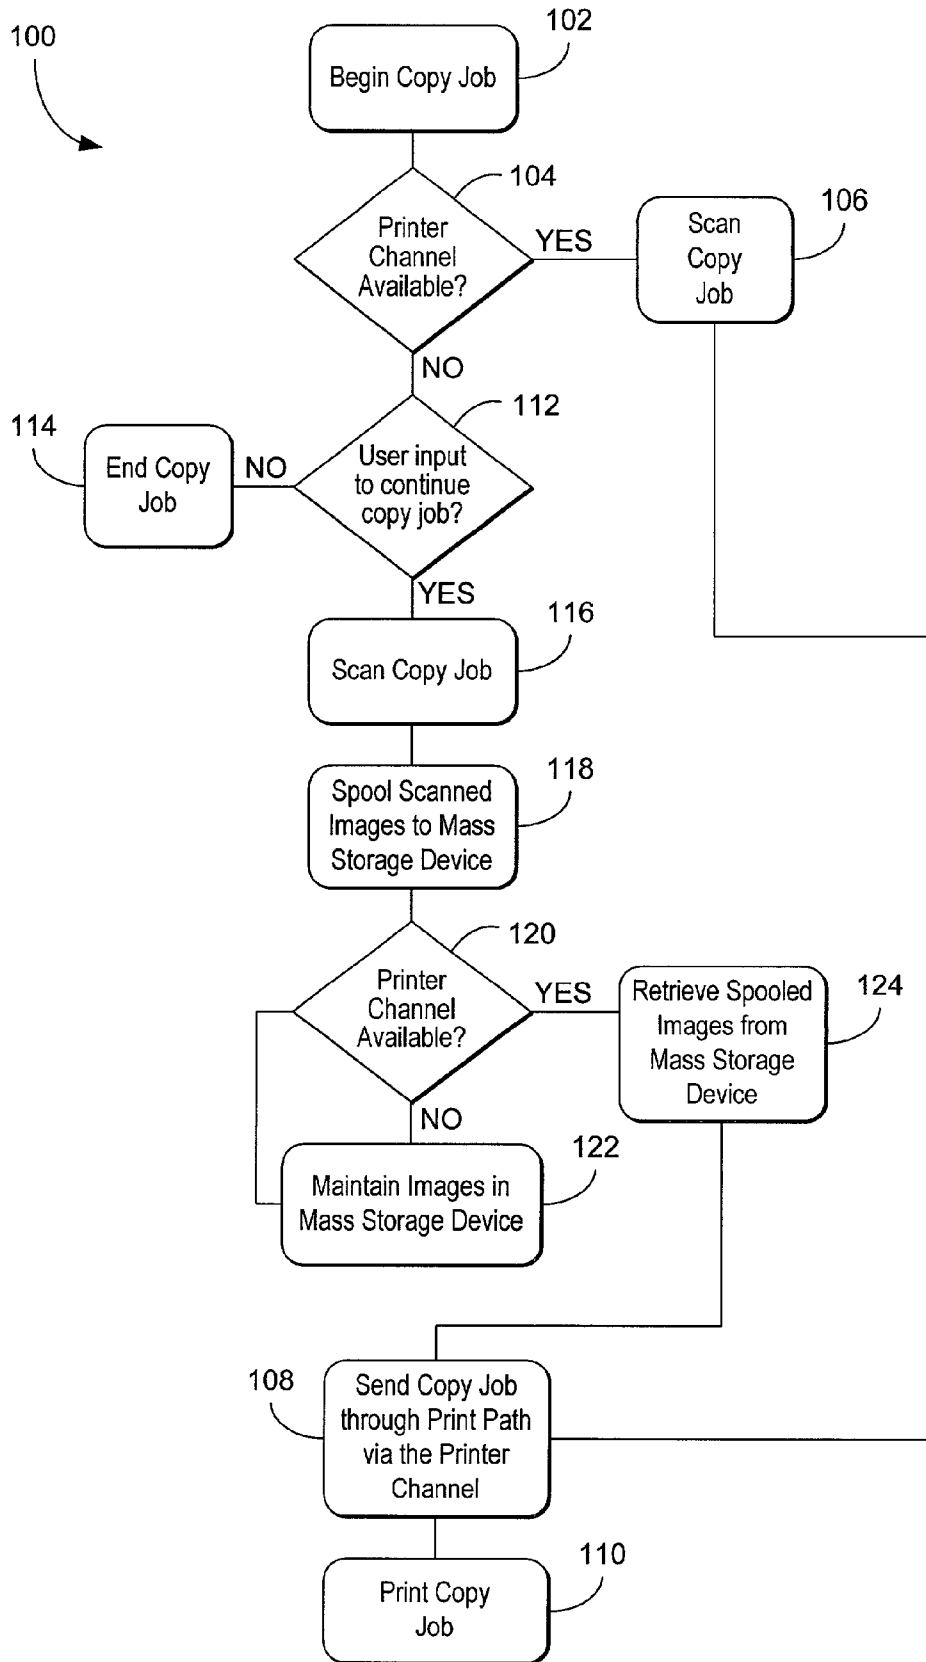 100
102
Begin Copy Job
104
Printer
Channel
Available?
YES
106
Scan
Copy
Job
NO
112
User input
to continue
copy job?
NO
114
End Copy
Job
YES
116
Scan Copy Job
118
Spool Scanned
Images to Mass
Storage Device
120
Printer
Channel
Available?
YES
124
Retrieve Spooled
Images from
Mass Storage
Device
NO
122
Maintain Images in
Mass Storage Device
108
Send Copy Job
through Print Path
via the Printer
Channel
110
Print Copy
Job